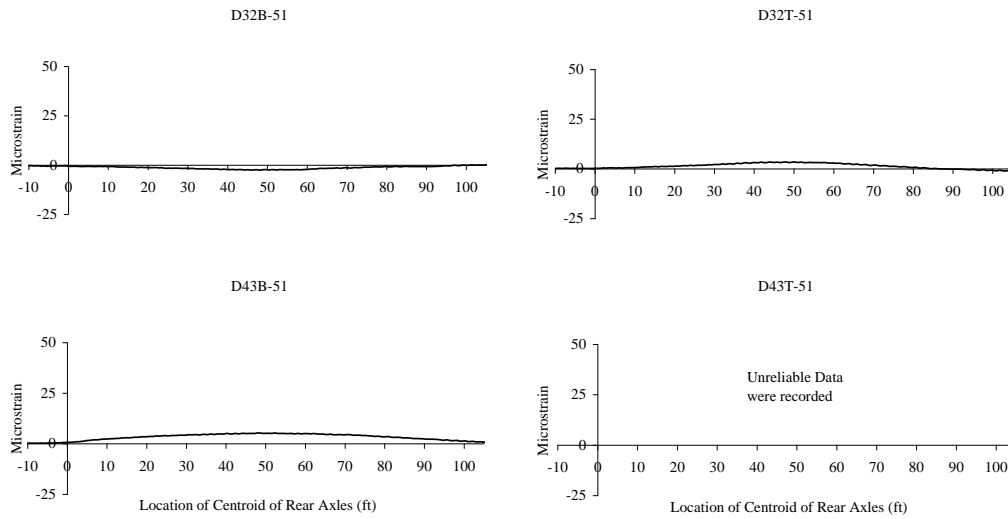 D32B-51
50
25
0
-25
Microstrain
-10 0 10 20 30 40 50 60 70 80 90 100
D32T-51
50
25
0
-25
Microstrain
-10 0 10 20 30 40 50 60 70 80 90 100
D43B-51
50
25
0
-25
Microstrain
-10 0 10 20 30 40 50 60 70 80 90 100
Location of Centroid of Rear Axles (ft)
D43T-51
50
25
0
-25
Microstrain
Unreliable Data
were recorded
-10 0 10 20 30 40 50 60 70 80 90 100
Location of Centroid of Rear Axles (ft)